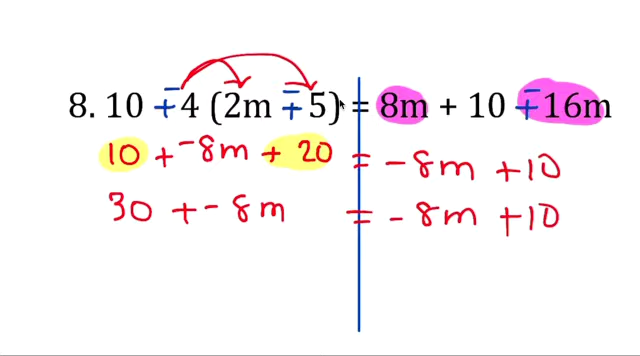 8. 10 +-4 (2m +-5) = 8m + 10 +-16m
10 + -8m + 20 = -8m +10
30 + -8m = -8m +10